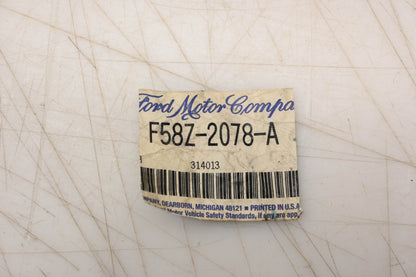 Ford Motor Compa
F58Z-2078-A
314013
MPANY, DEARBORN, MICHIGAN 48121 ■ PRINTED IN U.S.A.
Motor Vehicle Safety Standards, if any are app